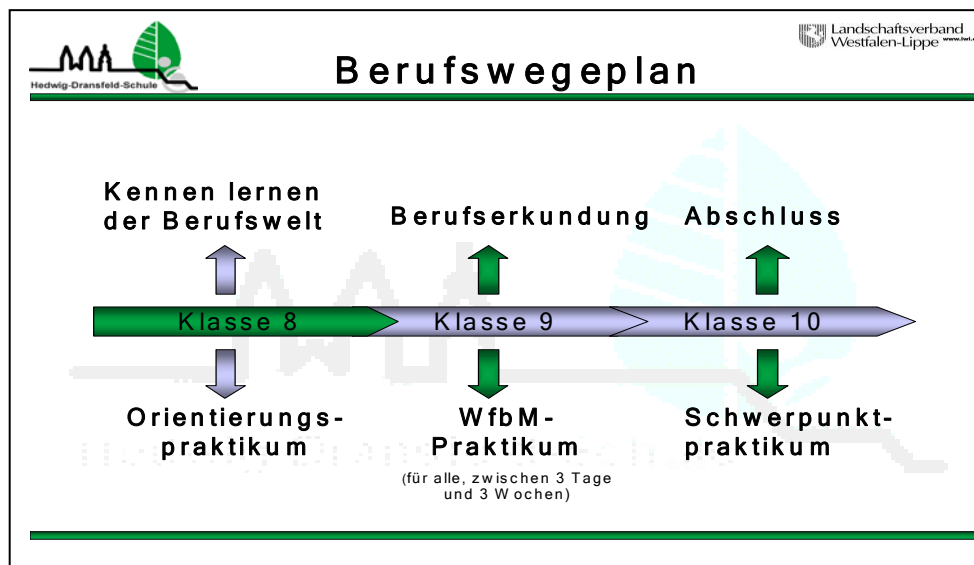 Hedwig-Dransfeld-Schule
Berufswegeplan
Landschaftsverband
Westfalen-Lippe
Kennen lernen
der Berufswelt
Berufserkundung
Abschluss
Klasse 8
Klasse 9
Klasse 10
Orientierungs-
praktikum
WfbM-
Praktikum
(für alle, zwischen 3 Tage
und 3 Wochen)
Schwerpunkt-
praktikum